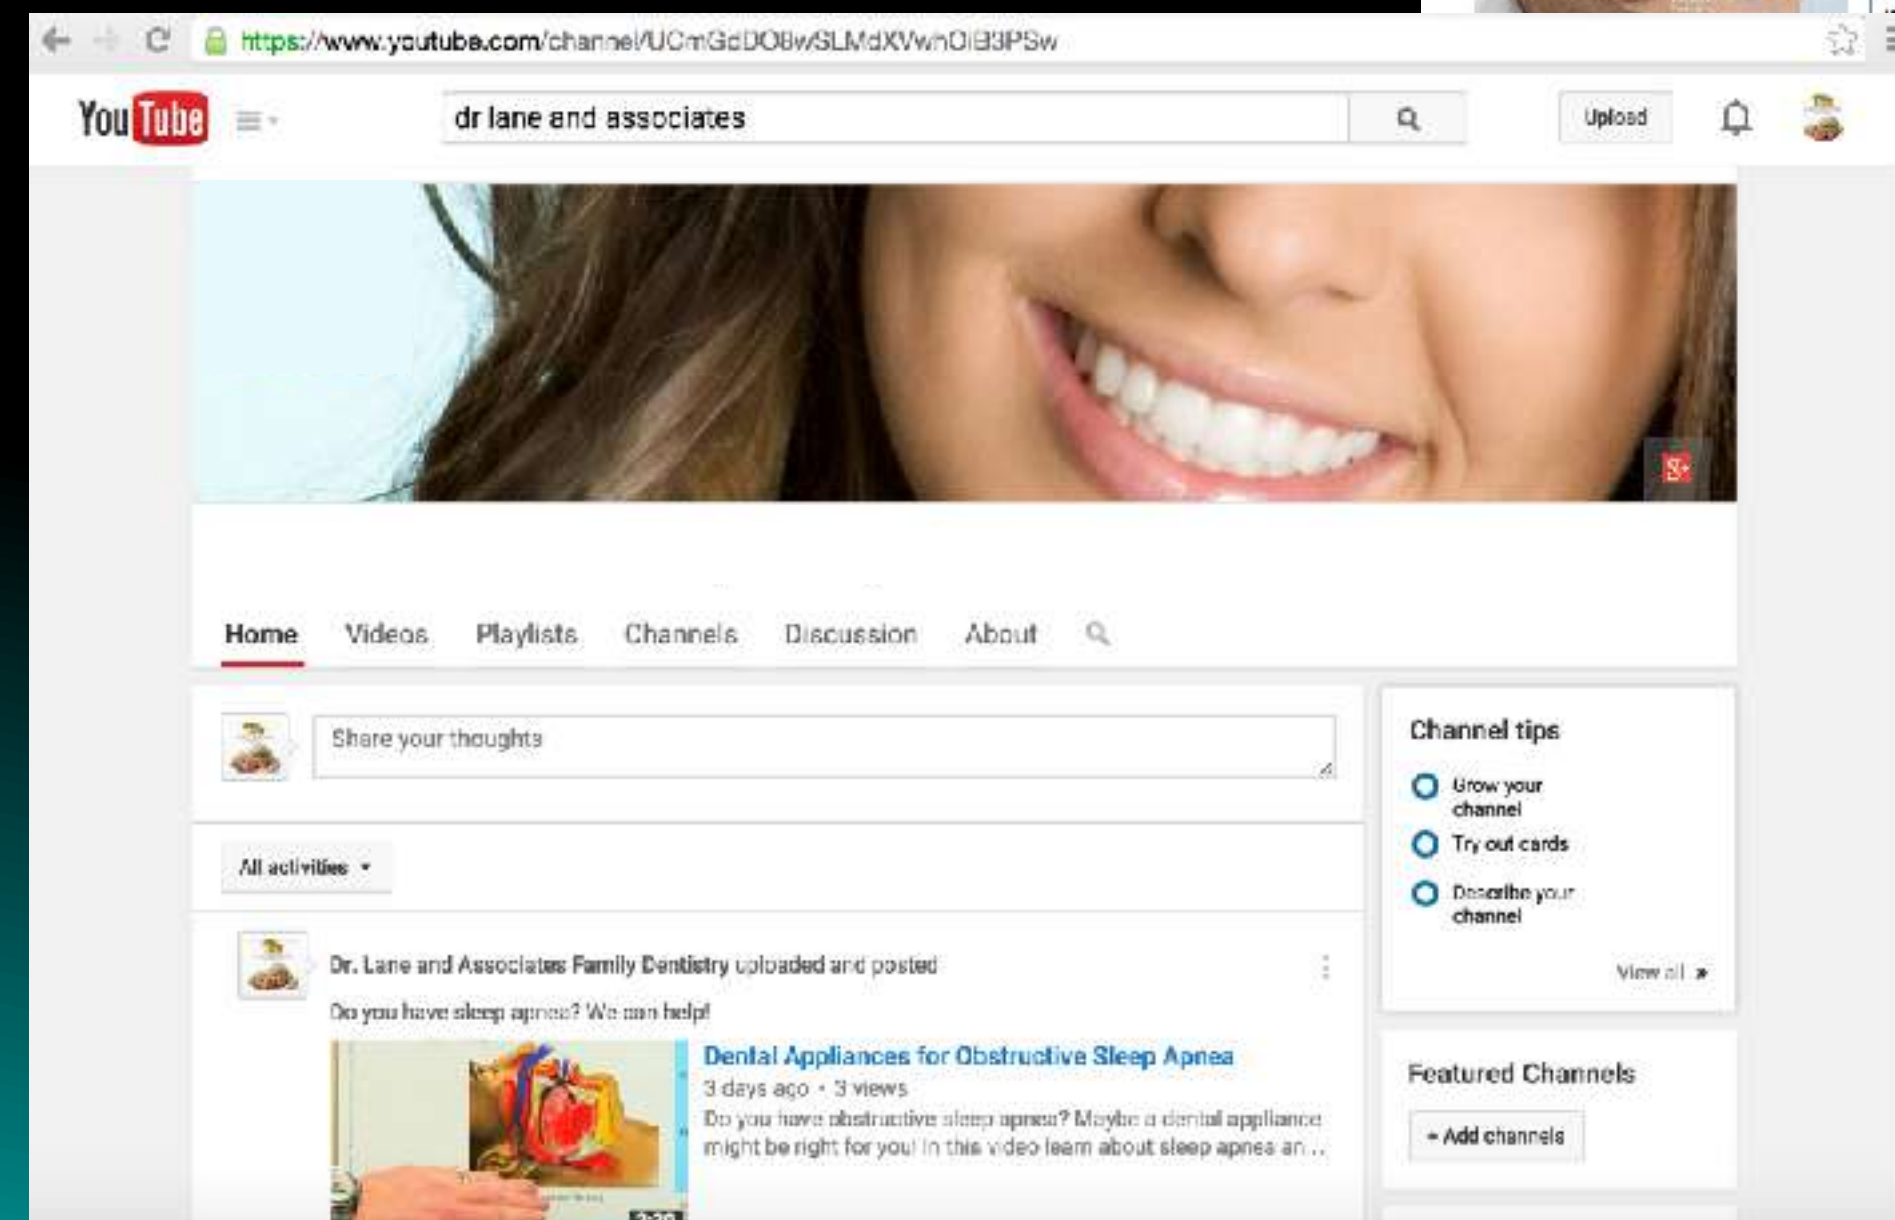 https://www.youtube.com/channel/
YouTube
dr lane and associates
Upload
g+
Home Videos Playlists Channels Discussion About
Share your thoughts
Channel tips
Grow your
channel
Try out cards
Describe your
channel
View all »
All activities
Dr. Lane and Associates Family Dentistry uploaded and posted
Do you have sleep apnea? We can help!
Dental Appliances for Obstructive Sleep Apnea
3 days ago • 3 views
Do you have obstructive sleep apnea? Maybe a dental appliance
might be right for you! In this video learn about sleep apnea an ...
Featured Channels
+ Add channels